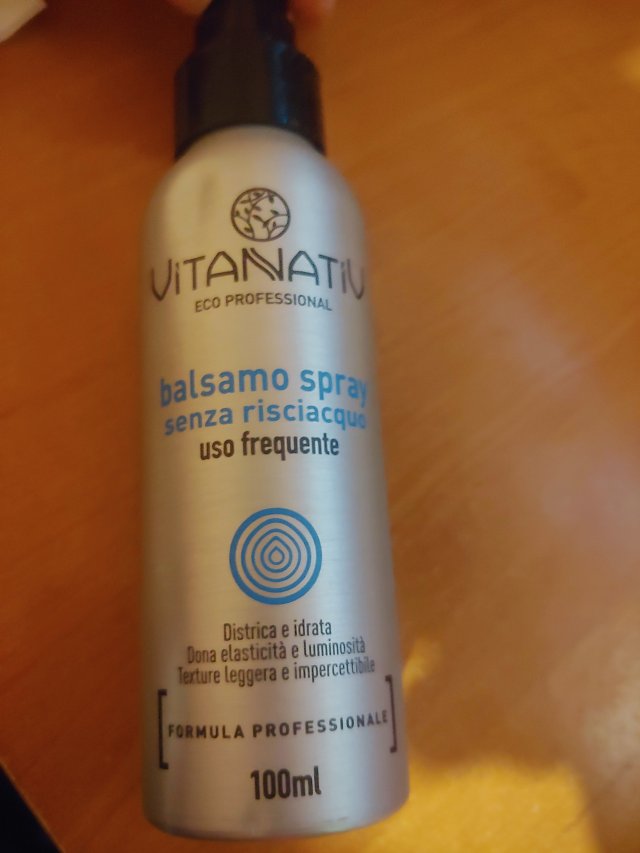 VITANATIV
ECO PROFESSIONAL
balsamo spray
senza risciacquo
uso frequente
Districa e idrata
Dona elasticità e luminosità
Texture leggera e impercettibile
[FORMULA PROFESSIONALE]
100ml